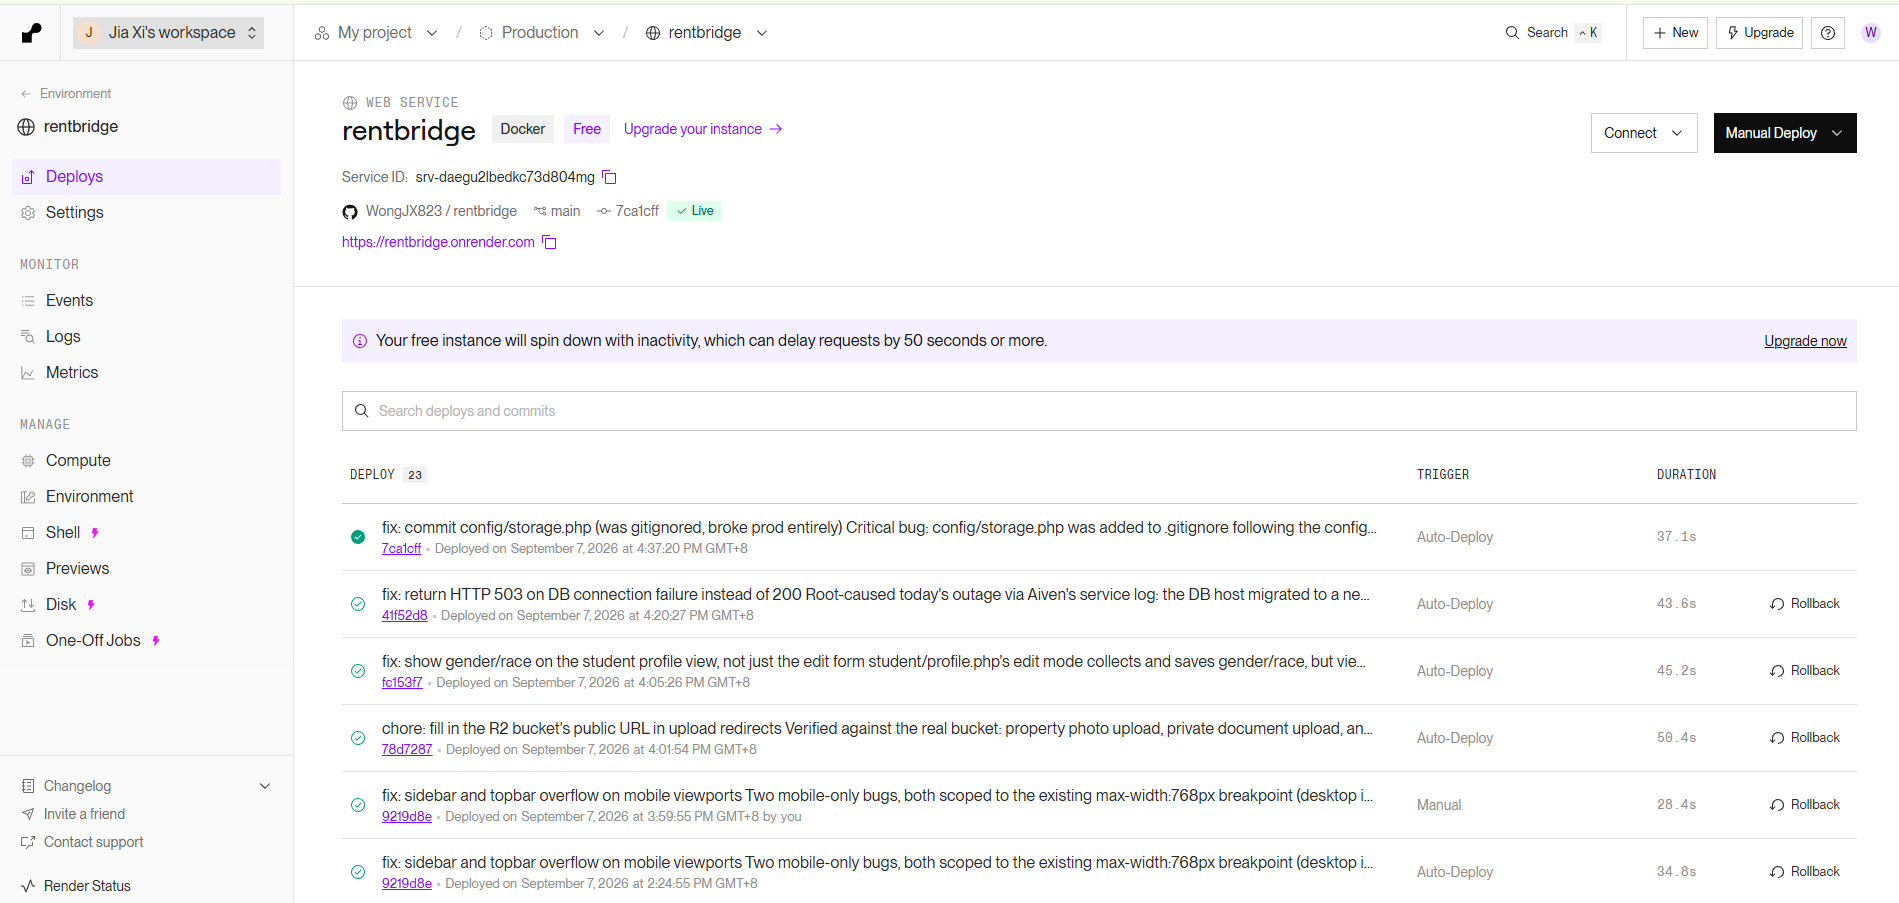 J Jia Xi's workspace
My project / Production / rentbridge
Search ^ K
+ New
Upgrade
W
← Environment
rentbridge
Deploys
Settings
MONITOR
Events
Logs
Metrics
MANAGE
Compute
Environment
Shell
Previews
Disk
One-Off Jobs
Changelog
Invite a friend
Contact support
Render Status
WEB SERVICE
rentbridge Docker Free Upgrade your instance →
Connect
Manual Deploy
Service ID: srv-daegu2lbedkc73d804mg
WongJX823 / rentbridge main 7ca1cff Live
https://rentbridge.onrender.com
Your free instance will spin down with inactivity, which can delay requests by 50 seconds or more. Upgrade now
Search deploys and commits
DEPLOY 23 TRIGGER DURATION
fix: commit config/storage.php (was gitignored, broke prod entirely) Critical bug: config/storage.php was added to .gitignore following the config...
7ca1cff • Deployed on September 7, 2026 at 4:37:20 PM GMT+8
Auto-Deploy 37.1s
fix: return HTTP 503 on DB connection failure instead of 200 Root-caused today's outage via Aiven's service log: the DB host migrated to a ne...
41f52d8 • Deployed on September 7, 2026 at 4:20:27 PM GMT+8
Auto-Deploy 43.6s Rollback
fix: show gender/race on the student profile view, not just the edit form student/profile.php's edit mode collects and saves gender/race, but vie...
fc153f7 • Deployed on September 7, 2026 at 4:05:26 PM GMT+8
Auto-Deploy 45.2s Rollback
chore: fill in the R2 bucket's public URL in upload redirects Verified against the real bucket: property photo upload, private document upload, an...
78d7287 • Deployed on September 7, 2026 at 4:01:54 PM GMT+8
Auto-Deploy 50.4s Rollback
fix: sidebar and topbar overflow on mobile viewports Two mobile-only bugs, both scoped to the existing max-width:768px breakpoint (desktop i...
9219d8e • Deployed on September 7, 2026 at 3:59:55 PM GMT+8 by you
Manual 28.4s Rollback
fix: sidebar and topbar overflow on mobile viewports Two mobile-only bugs, both scoped to the existing max-width:768px breakpoint (desktop i...
9219d8e • Deployed on September 7, 2026 at 2:24:55 PM GMT+8
Auto-Deploy 34.8s Rollback